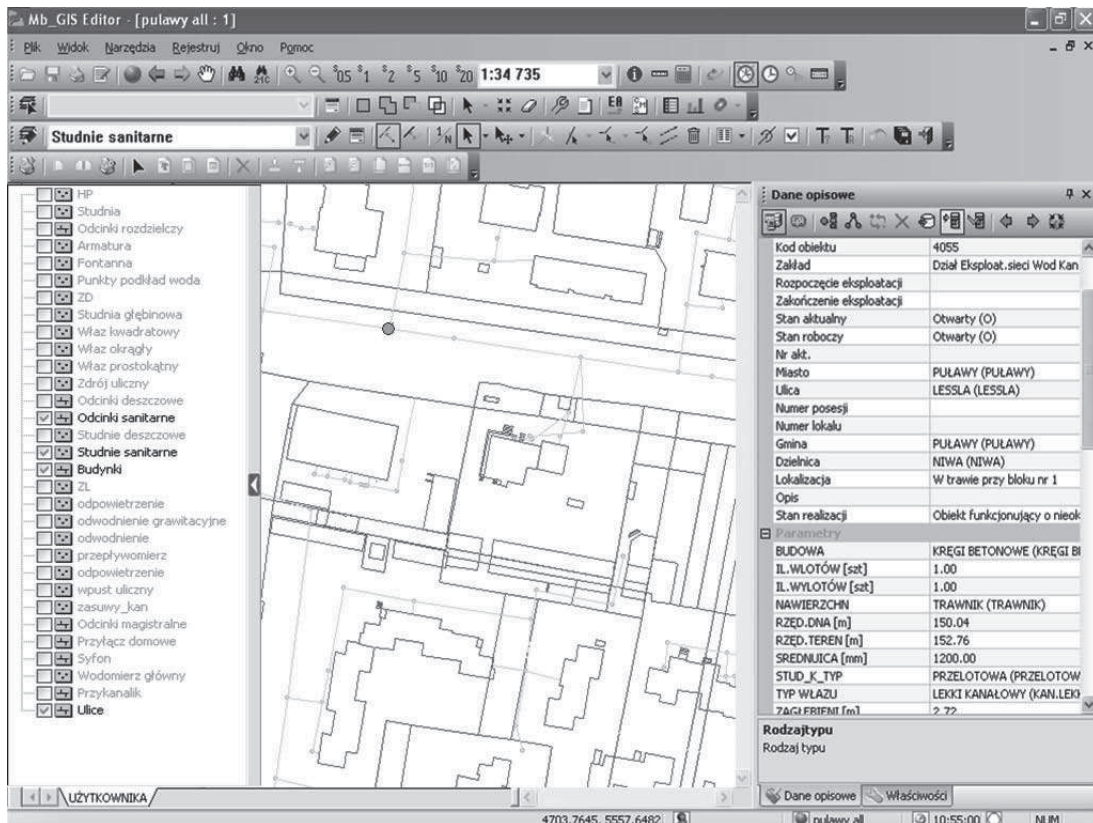 Mb_GIS Editor - [pulawy all : 1]
Plik Widok Narzędzia Rejestruj Okno Pomoc
1:34 735
Studnie sanitarne
HP
Studnia
Odcinki rozdzielczy
Armatura
Fontanna
Punkty podkład woda
ZD
Studnia głębinowa
Właz kwadratowy
Właz okrągły
Właz prostokątny
Zdrój uliczny
Odcinki deszczowe
Odcinki sanitarne
Studnie deszczowe
Studnie sanitarne
Budynki
ZL
odpowietrzenie
odwodnienie grawitacyjne
odwodnienie
przepływomierz
odpowietrzenie
wpust uliczny
zasuwy_kan
Odcinki magistralne
Przyłącz domowe
Syfon
Wodomierz główny
Przykanalik
Ulice
UŻYTKOWNIKA
Dane opisowe
Kod obiektu 4055
Zakład Dział Eksploat.sieci Wod Kan
Rozpoczęcie eksploatacji
Zakończenie eksploatacji
Stan aktualny Otwarty (O)
Stan roboczy Otwarty (O)
Nr akt.
Miasto PUŁAWY (PUŁAWY)
Ulica LESSLA (LESSLA)
Numer posesji
Numer lokalu
Gmina PUŁAWY (PUŁAWY)
Dzielnica NIWA (NIWA)
Lokalizacja W trawie przy bloku nr 1
Opis
Stan realizacji Obiekt funkcjonujący o nieok
Parametry
BUDOWA KRĘGI BETONOWE (KRĘGI BI
IL.WLOTÓW [szt] 1.00
IL.WYLOTÓW [szt] 1.00
NAWIERZCHN TRAWNIK (TRAWNIK)
RZĘD.DNA [m] 150.04
RZĘD.TEREN [m] 152.76
SREDNUICA [mm] 1200.00
STUD_K_TYP PRZELOTOWA (PRZELOTOW
TYP WŁAZU LEKKI KANAŁOWY (KAN.LEKK
ZAGŁĘBIENI [m] 2.72
Rodzajtypu
Rodzaj typu
Dane opisowe Właściwości
4703.7645, 5557.6482 pulawy all 10:55:00 NUM